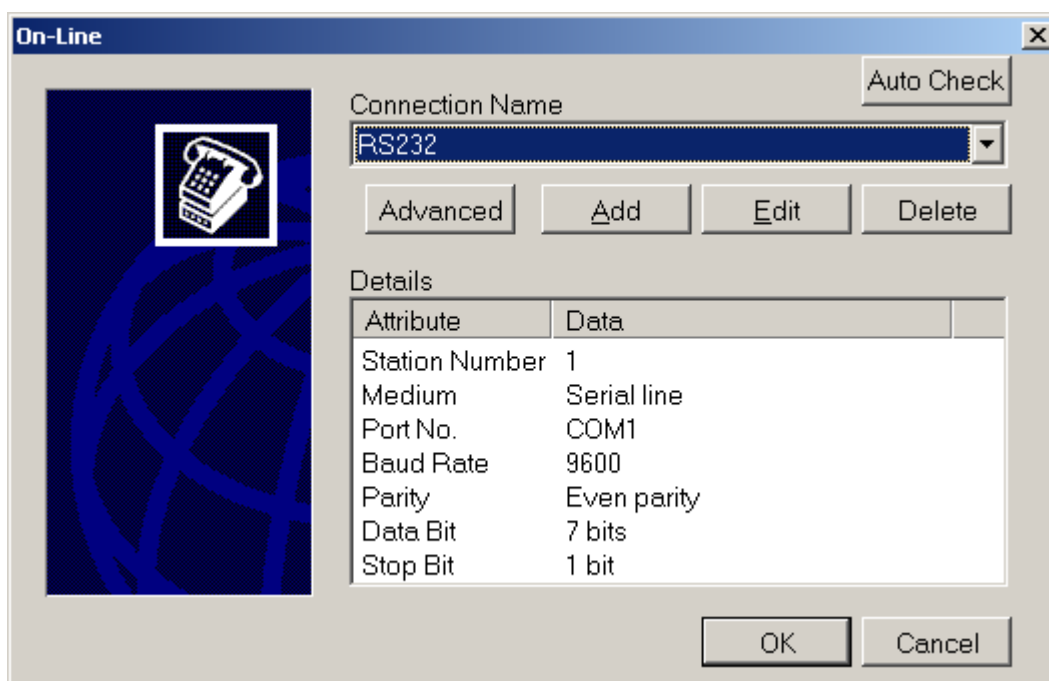 On-Line
Auto Check
Connection Name
RS232
Advanced Add Edit Delete
Details
Attribute Data
Station Number 1
Medium Serial line
Port No. COM1
Baud Rate 9600
Parity Even parity
Data Bit 7 bits
Stop Bit 1 bit
OK Cancel